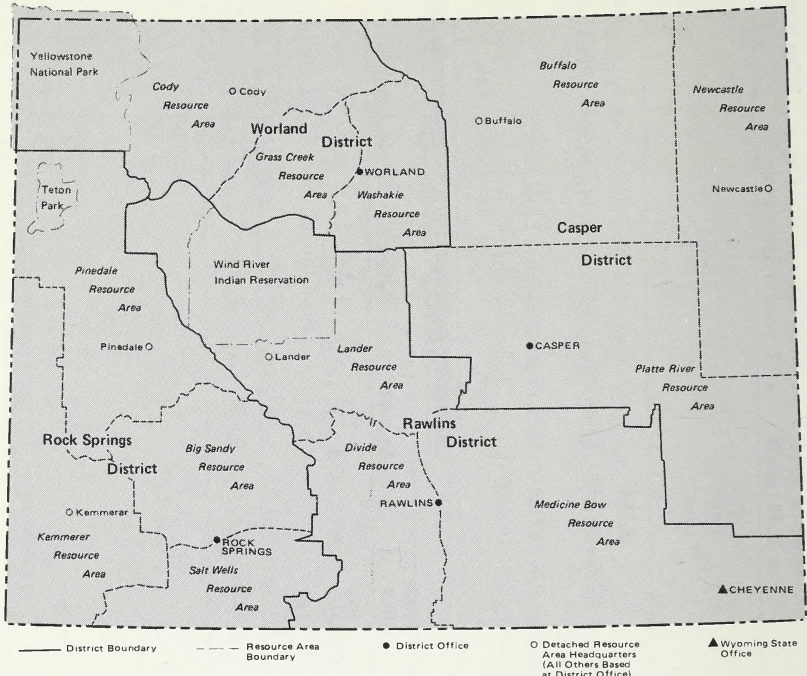 Yellowstone
National Park
Cody
Resource
Area
Cody
Worland
District
Grass Creek
Resource
Area
WORLAND
Washakie
Resource
Area
Buffalo
Resource
Area
Buffalo
Newcastle
Resource
Area
Newcastle
Teton
Park
Casper
District
Wind River
Indian Reservation
Pinedale
Resource
Area
Pinedale
Lander
Lander
Resource
Area
CASPER
Platte River
Resource
Area
Rock Springs
District
Big Sandy
Resource
Area
Rawlins
District
Divide
Resource
Area
RAWLINS
Medicine Bow
Resource
Area
Kemmerar
Kemmerer
Resource
Area
ROCK
SPRINGS
Salt Wells
Resource
Area
CHEYENNE
District Boundary
Resource Area
Boundary
District Office
Detached Resource
Area Headquarters
(All Others Based
at District Office)
Wyoming State
Office